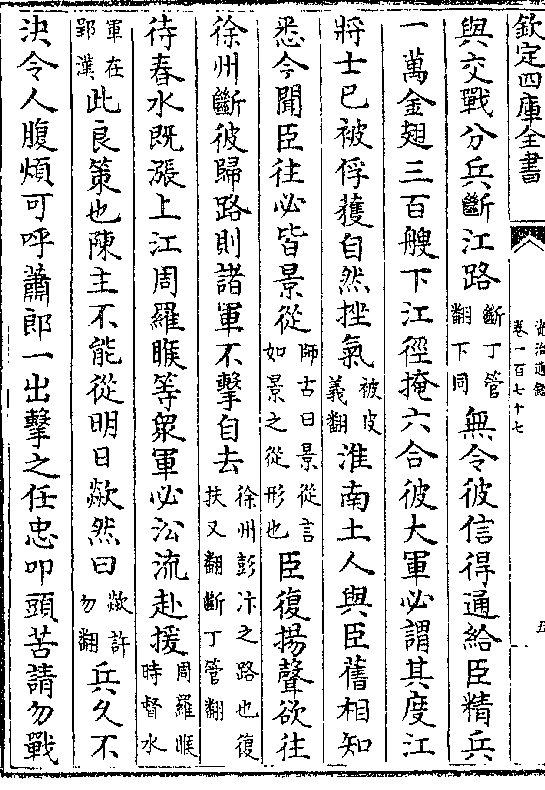 欽定四庫全書
資治通鑑
卷一百七十七
五
與交戰分兵斷江路斷丁管翻下同無令彼信得通給臣精兵
一萬金翅三百艘下江徑掩六合彼大軍必謂其度江
將士已被俘獲自然挫氣被皮義翻淮南土人與臣舊相知
悉今聞臣往必皆景從師古曰景從言如景之從形也臣復揚聲欲往
徐州斷彼歸路則諸軍不擊自去徐州彭汴之路也復扶又翻斷丁管翻
待春水既漲上江周羅睺等衆軍必㳂流赴援周羅睺時督水
軍在郢漢此良策也陳主不能從明日歘然曰歘許勿翻兵久不
決令人腹煩可呼蕭郎一出擊之任忠叩頭苦請勿戰